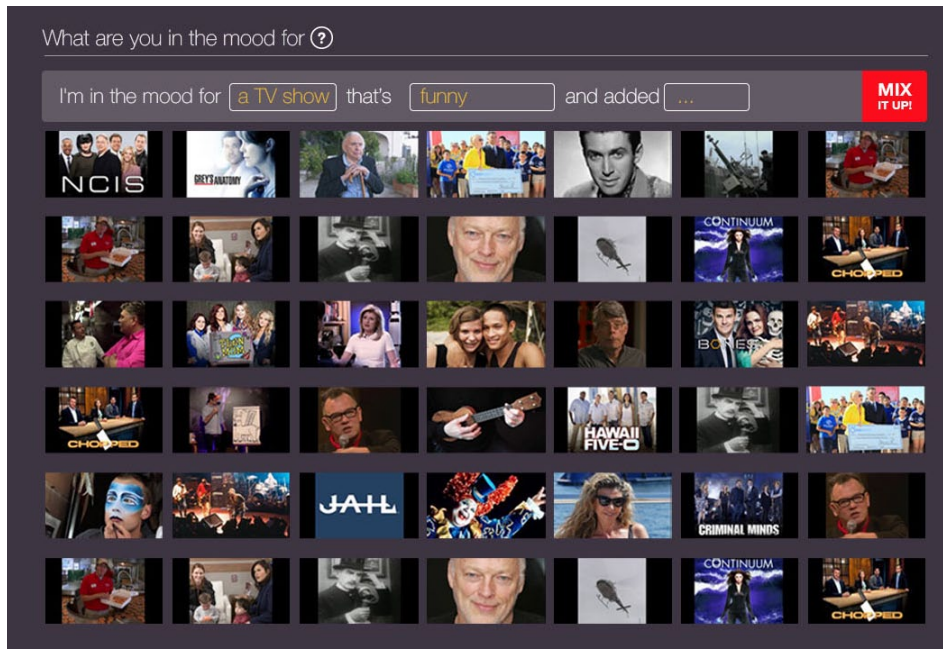 What are you in the mood for ?
I'm in the mood for a TV show that's funny and added ...
MIX
IT UP!
NCIS
GREY'S ANATOMY
CONTINUUM
CHOPPED
BONES
CHOPPED
HAWAII
FIVE-O
JAIL
CRIMINAL MINDS
CONTINUUM
CHOPPED